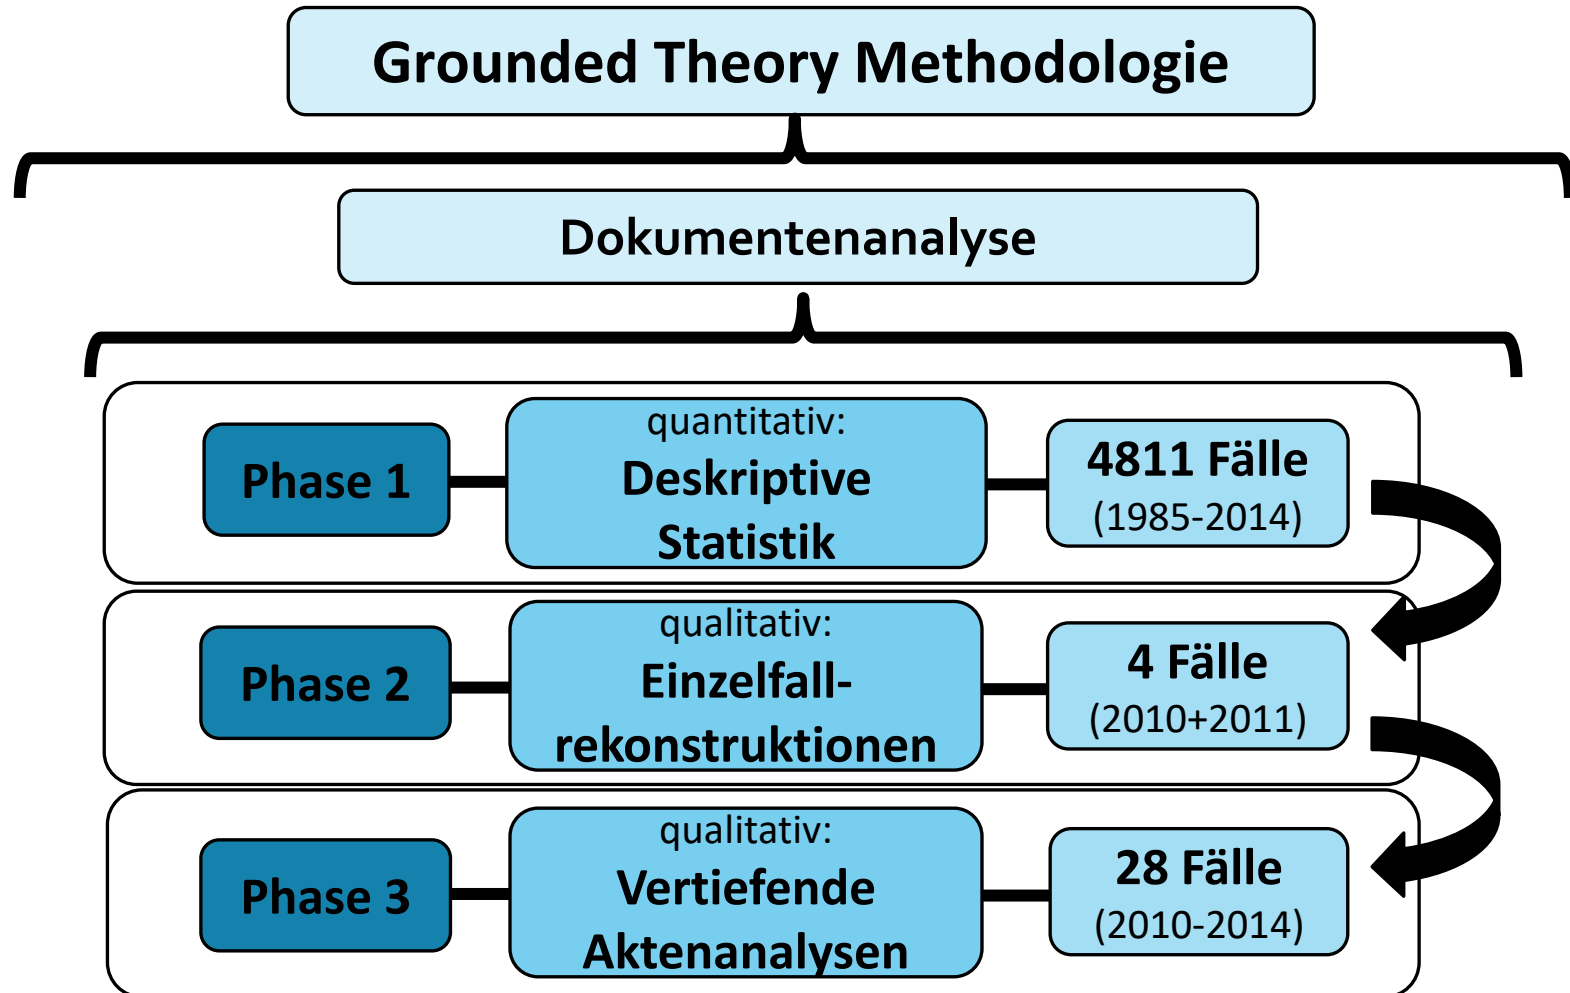 Grounded Theory Methodologie
Dokumentenanalyse
Phase 1
quantitativ:
Deskriptive
Statistik
4811 Fälle
(1985-2014)
Phase 2
qualitativ:
Einzelfall-
rekonstruktionen
4 Fälle
(2010+2011)
Phase 3
qualitativ:
Vertiefende
Aktenanalysen
28 Fälle
(2010-2014)